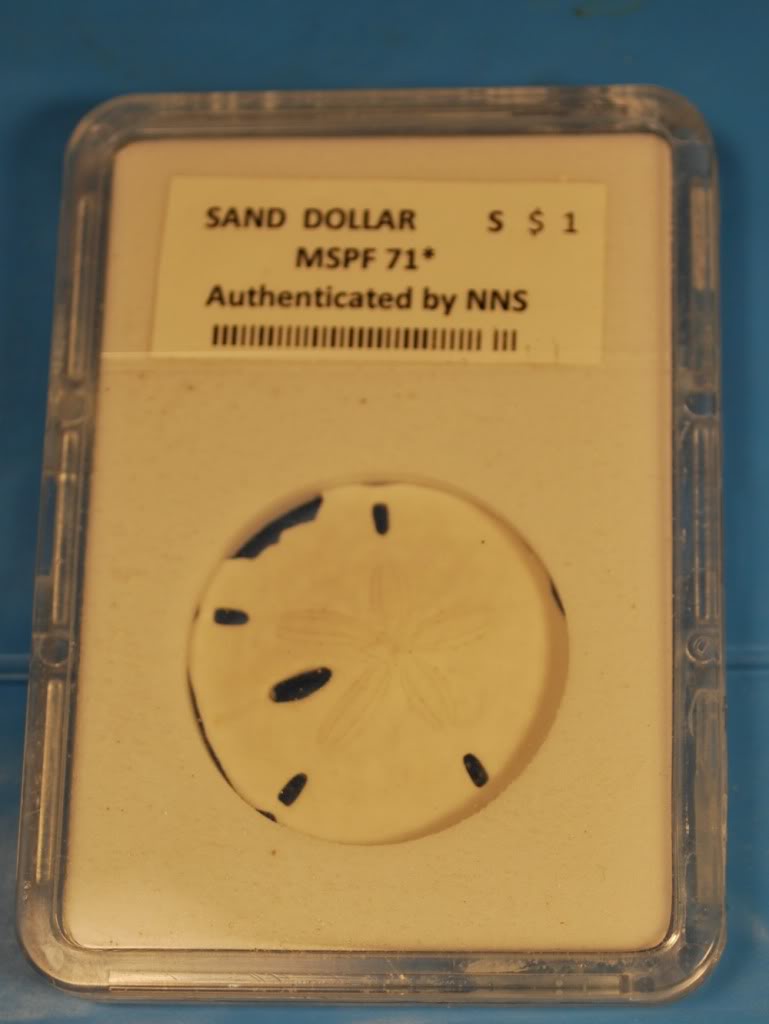 SAND DOLLAR S $ 1
MSPF 71*
Authenticated by NNS